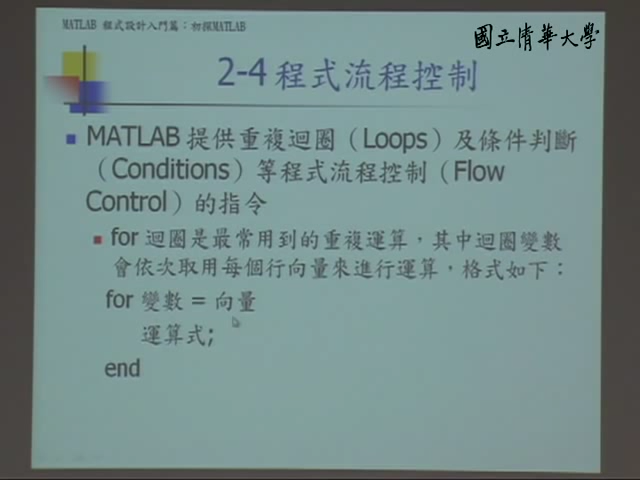 MATLAB 程式設計入門篇：初探MATLAB
國立清華大學
2-4 程式流程控制
MATLAB 提供重複迴圈（Loops）及條件判斷
（Conditions）等程式流程控制（Flow
Control）的指令
for 迴圈是最常用到的重複運算，其中迴圈變數
會依次取用每個行向量來進行運算，格式如下：
for 變數 = 向量
運算式;
end